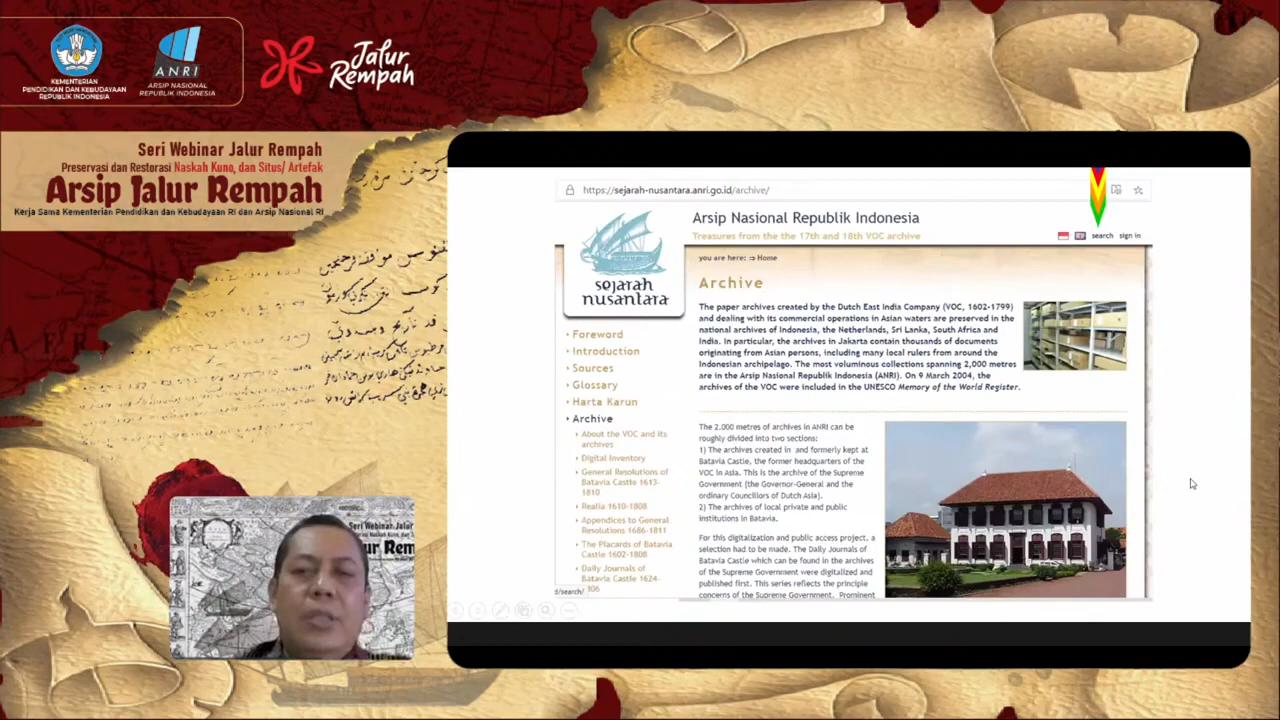 KEMENTERIAN
PENDIDIKAN DAN KEBUDAYAAN
REPUBLIK INDONESIA
ANRI
ARSIP NASIONAL
REPUBLIK INDONESIA
Jalur
Rempah
Seri Webinar Jalur Rempah
Preservasi dan Restorasi Naskah Kuno, dan Situs/ Artefak
Arsip Jalur Rempah
Kerja Sama Kementerian Pendidikan dan Kebudayaan RI dan Arsip Nasional RI
https://sejarah-nusantara.anri.go.id/archive/
Arsip Nasional Republik Indonesia
Treasures from the the 17th and 18th VOC archive
search sign in
sejarah
nusantara
you are here: ⇒ Home
Archive
The paper archives created by the Dutch East India Company (VOC, 1602-1799)
and dealing with its commercial operations in Asian waters are preserved in the
national archives of Indonesia, the Netherlands, Sri Lanka, South Africa and
India. In particular, the archives in Jakarta contain thousands of documents
originating from Asian persons, including many local rulers from around the
Indonesian archipelago. The most voluminous collections spanning 2,000 metres
are in the Arsip Nasional Republik Indonesia (ANRI). On 9 March 2004, the
archives of the VOC were included in the UNESCO Memory of the World Register.
Foreword
Introduction
Sources
Glossary
Harta Karun
Archive
About the VOC and its
archives
Digital Inventory
General Resolutions of
Batavia Castle 1613-
1810
Realia 1610-1808
Appendices to General
Resolutions 1686-1811
The Placards of Batavia
Castle 1602-1808
Daily Journals of
Batavia Castle 1624-
806
d/search/
The 2.000 metres of archives in ANRI can be
roughly divided into two sections:
1) The archives created in and formerly kept at
Batavia Castle, the former headquarters of the
VOC in Asia. This is the archive of the Supreme
Government (the Governor-General and the
ordinary Councillors of Dutch Asia).
2) The archives of local private and public
institutions in Batavia.
For this digitalization and public access project, a
selection had to be made. The Daily Journals of
Batavia Castle which can be found in the archives
of the Supreme Government were digitalized and
published first. This series reflects the principle
concerns of the Supreme Government. Prominent
Seri Webinar Jalur